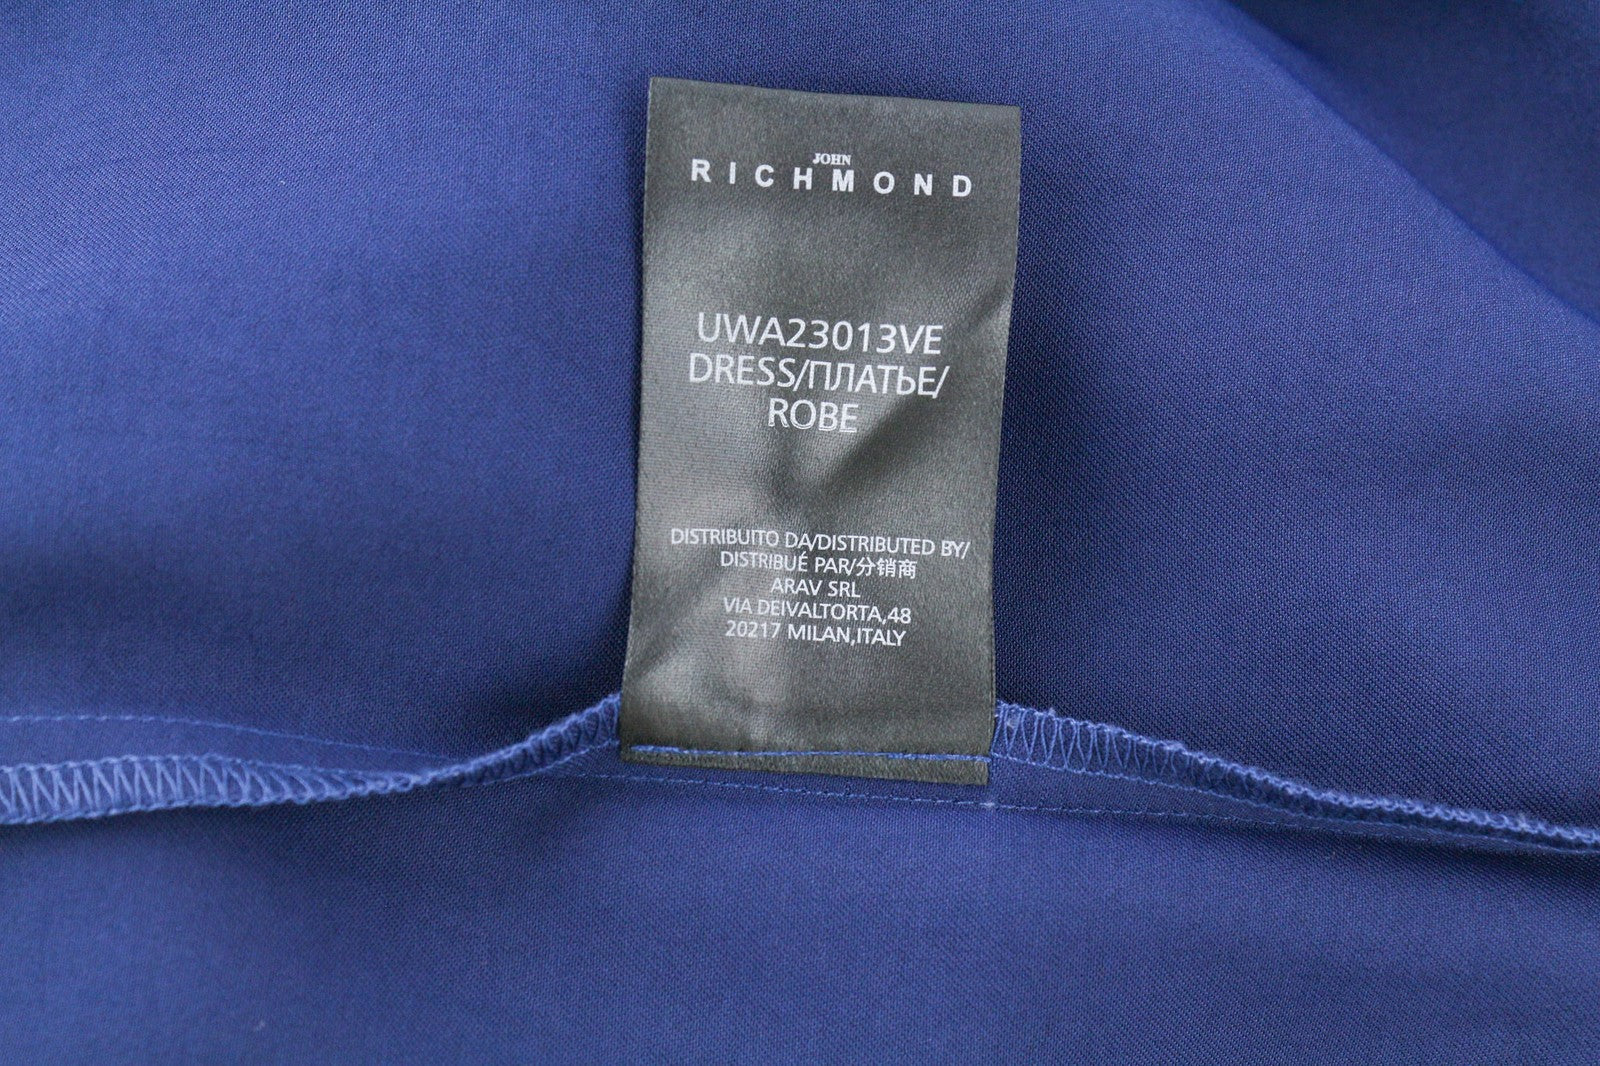 JOHN
RICHMOND
UWA23013VE
DRESS/ПЛАТЬЕ/
ROBE
DISTRIBUITO DA/DISTRIBUTED BY/
DISTRIBUÉ PAR/分销商
ARAV SRL
VIA DEIVALTORTA,48
20217 MILAN,ITALY